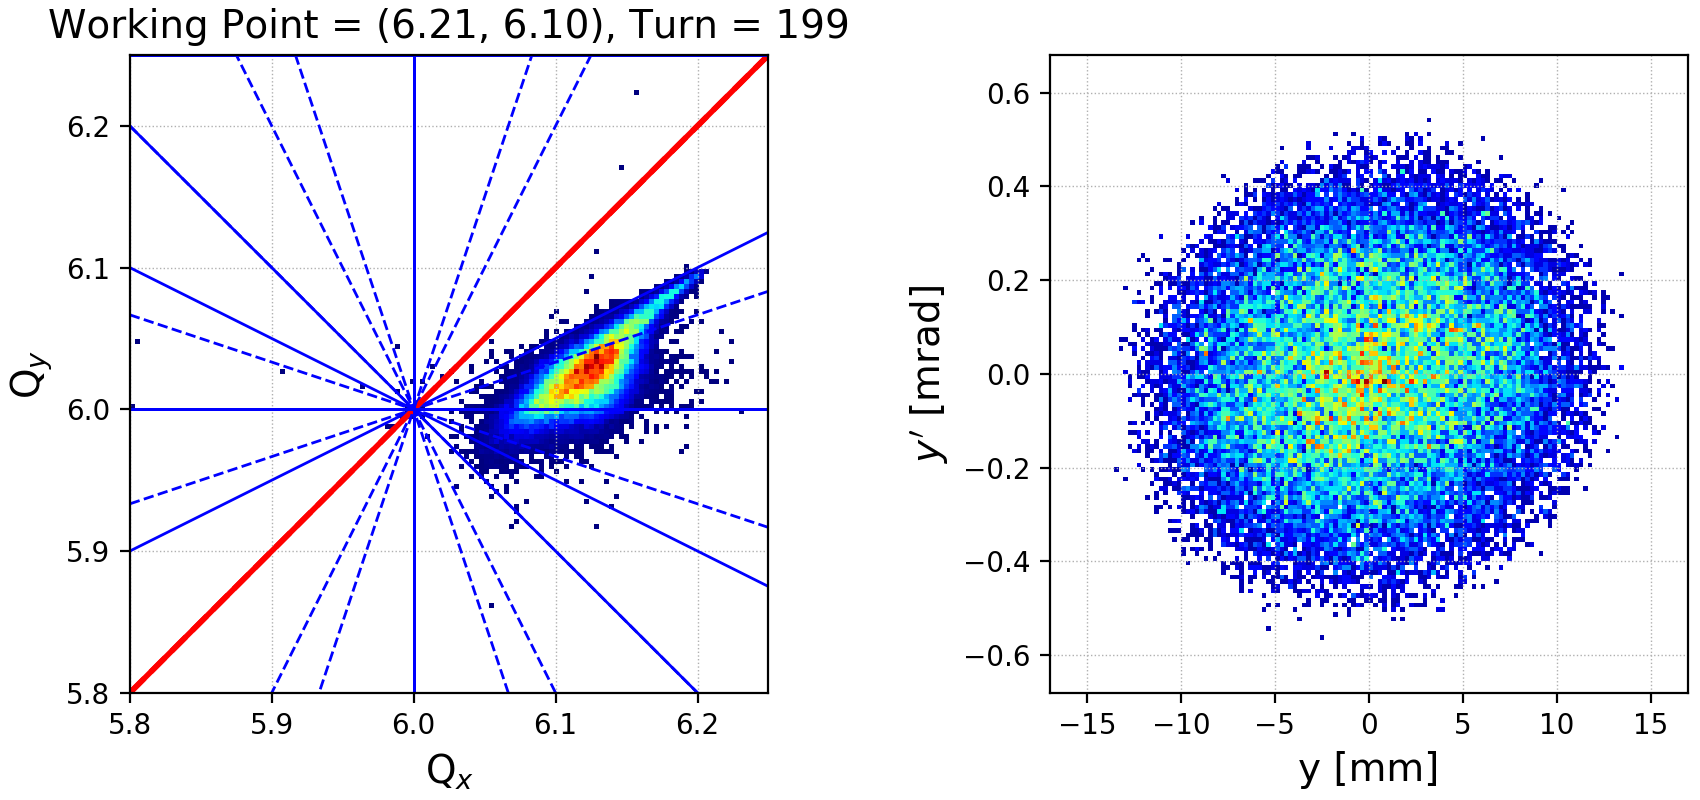 Working Point = (6.21, 6.10), Turn = 199
6.2
6.1
6.0
5.9
5.8
Qy
5.8 5.9 6.0 6.1 6.2
Qx
0.6
0.4
0.2
0.0
−0.2
−0.4
−0.6
y′ [mrad]
−15 −10 −5 0 5 10 15
y [mm]